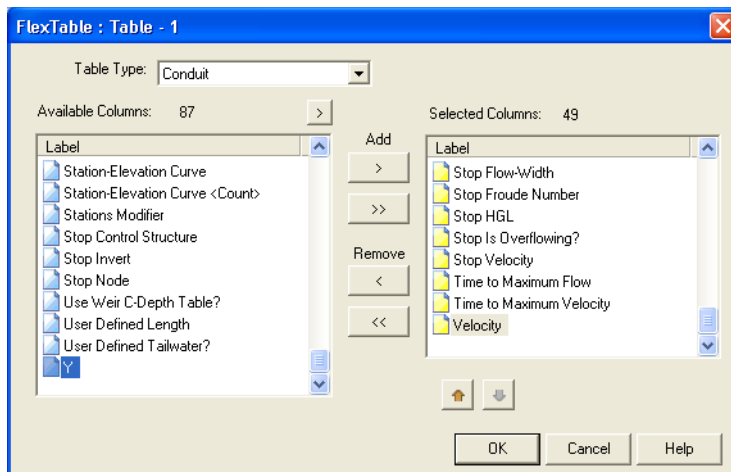 FlexTable : Table - 1
Table Type: Conduit
Available Columns: 87 >
Label
Station-Elevation Curve
Station-Elevation Curve <Count>
Stations Modifier
Stop Control Structure
Stop Invert
Stop Node
Use Weir C-Depth Table?
User Defined Length
User Defined Tailwater?
Y
Add
>
>>
Remove
<
<<
Selected Columns: 49
Label
Stop Flow-Width
Stop Froude Number
Stop HGL
Stop Is Overflowing?
Stop Velocity
Time to Maximum Flow
Time to Maximum Velocity
Velocity
OK Cancel Help